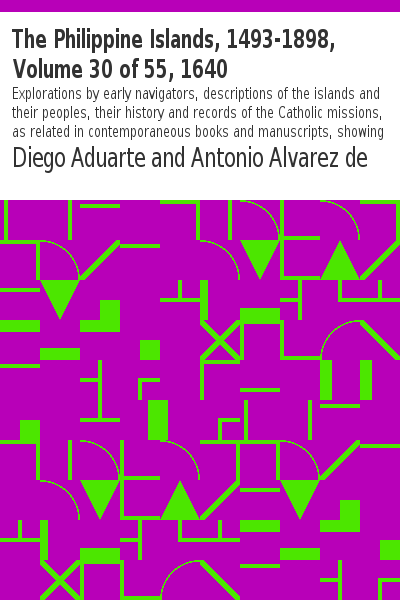 The Philippine Islands, 1493-1898,
Volume 30 of 55, 1640
Explorations by early navigators, descriptions of the islands and
their peoples, their history and records of the Catholic missions,
as related in contemporaneous books and manuscripts, showing
Diego Aduarte and Antonio Alvarez de